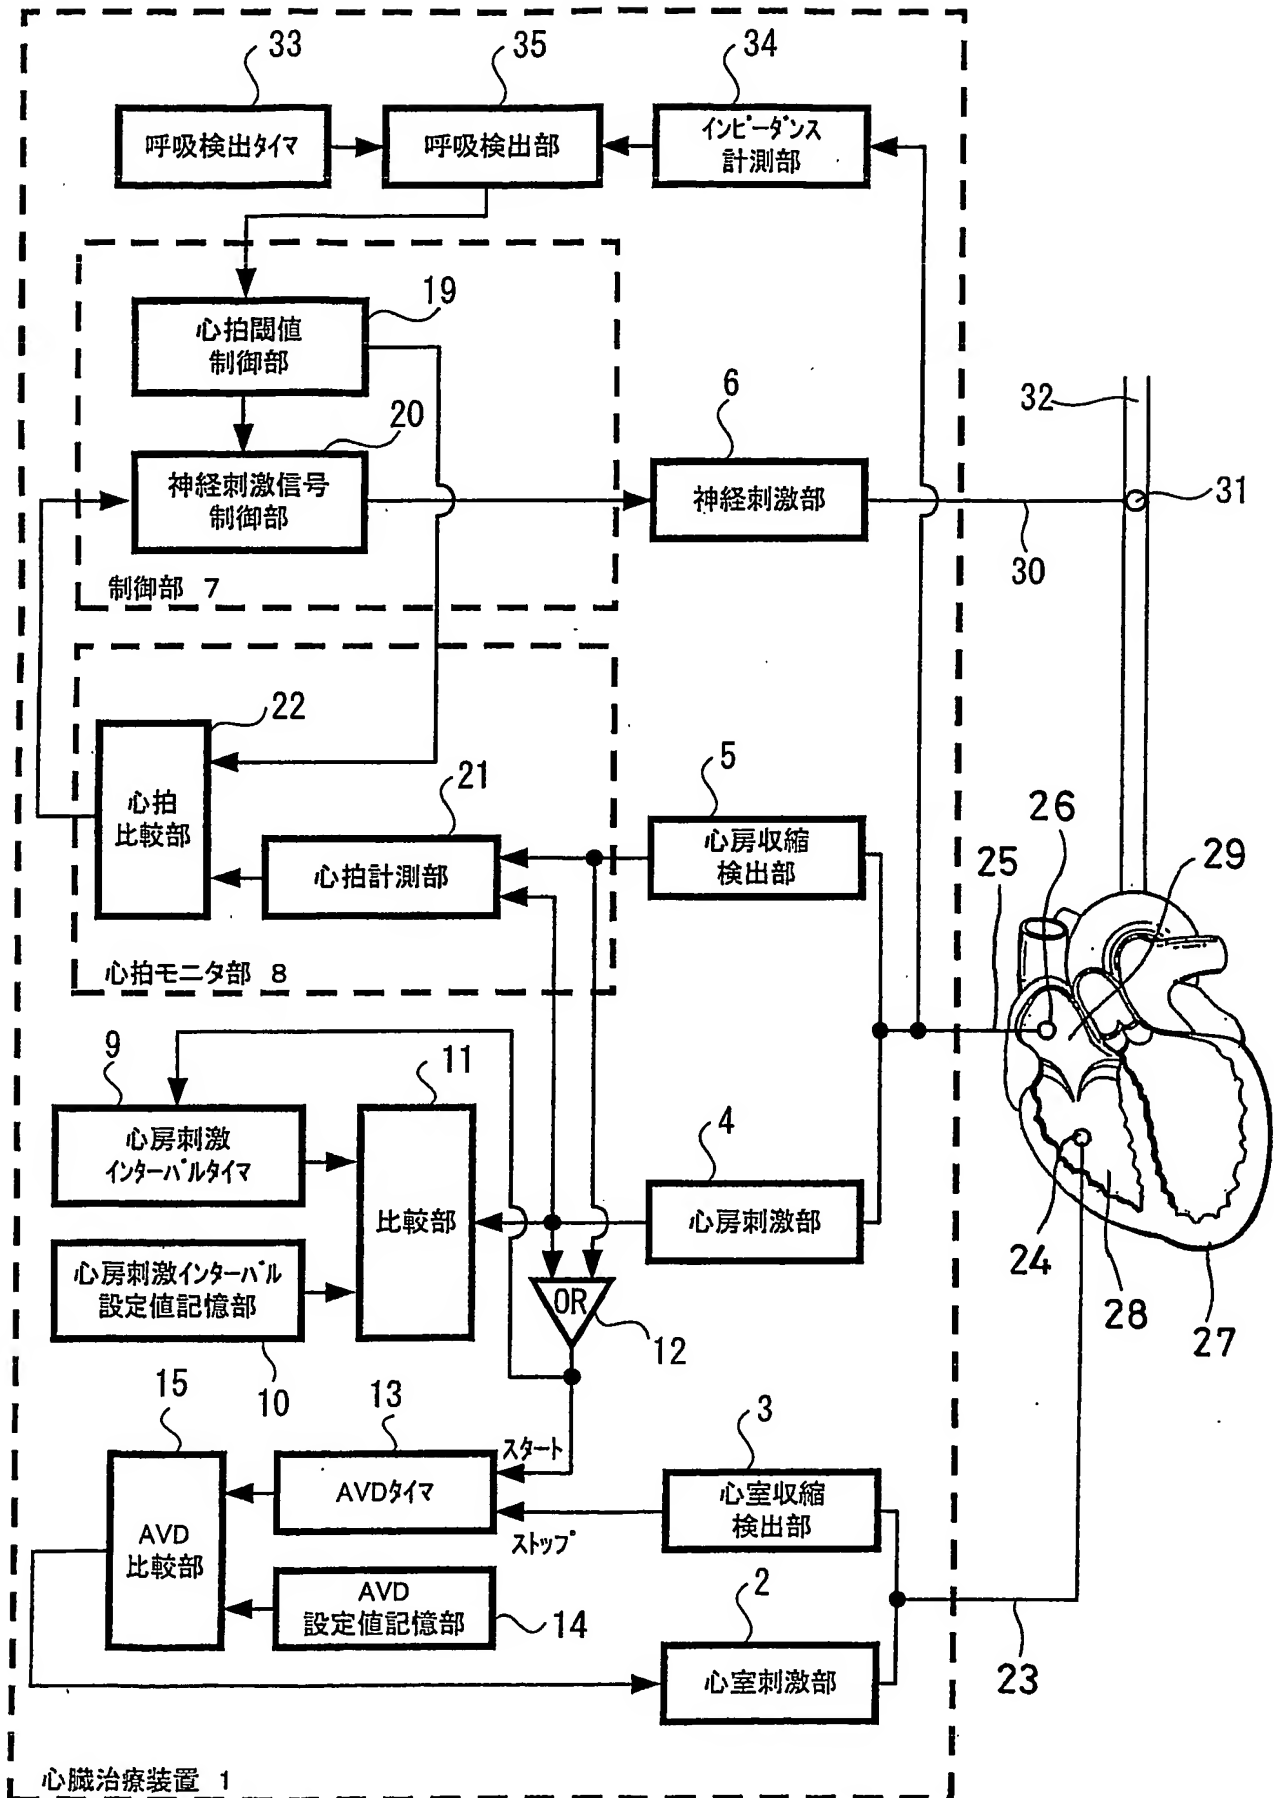 33
35
34
呼吸検出タイマ
呼吸検出部
インピーダンス
計測部
19
心拍閾値
制御部
20
神経刺激信号
制御部
6
神経刺激部
32
31
30
制御部 7
22
心拍
比較部
21
心拍計測部
5
心房収縮
検出部
心拍モニタ部 8
25
26
29
9
心房刺激
インターバルタイマ
11
比較部
4
心房刺激部
心房刺激インターバル
設定値記憶部
10
OR
12
24
28
27
15
AVD
比較部
13
AVDタイマ
スタート
ストップ
3
心室収縮
検出部
AVD
設定値記憶部
14
2
心室刺激部
23
心臓治療装置 1